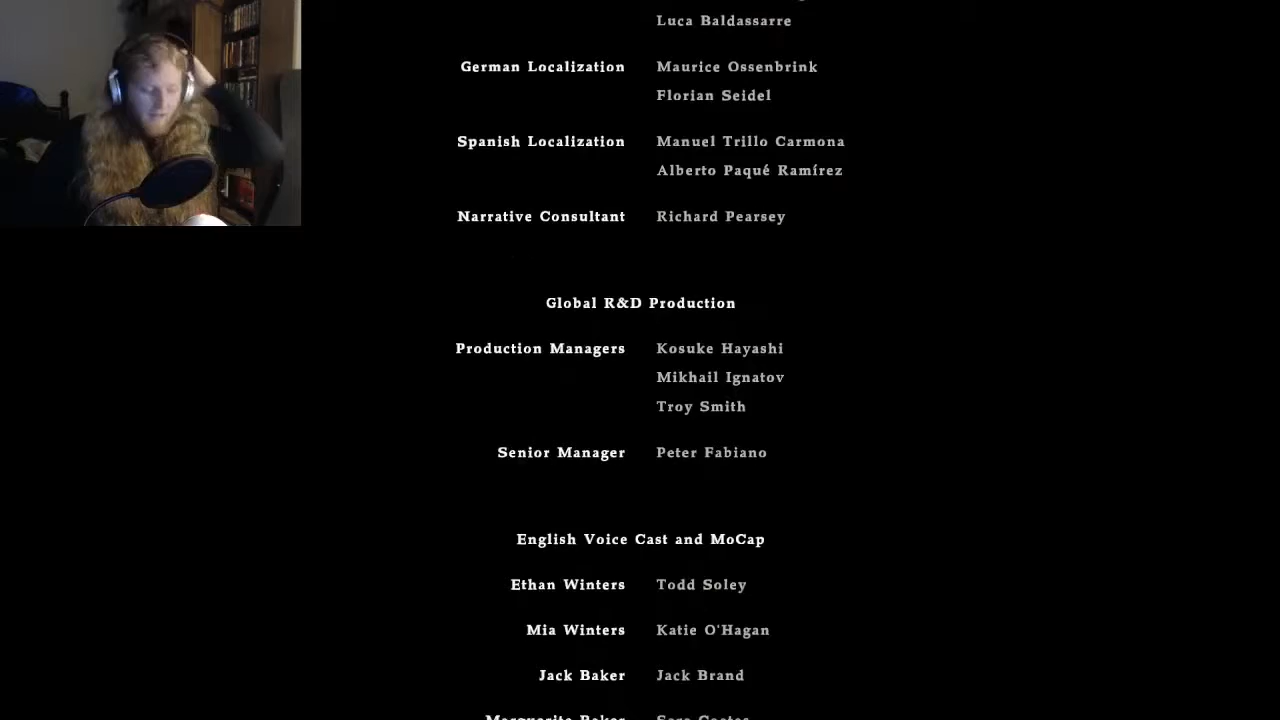 Luca Baldassarre
German Localization Maurice Ossenbrink
Florian Seidel
Spanish Localization Manuel Trillo Carmona
Alberto Paqué Ramírez
Narrative Consultant Richard Pearsey
Global R&D Production
Production Managers Kosuke Hayashi
Mikhail Ignatov
Troy Smith
Senior Manager Peter Fabiano
English Voice Cast and MoCap
Ethan Winters Todd Soley
Mia Winters Katie O'Hagan
Jack Baker Jack Brand